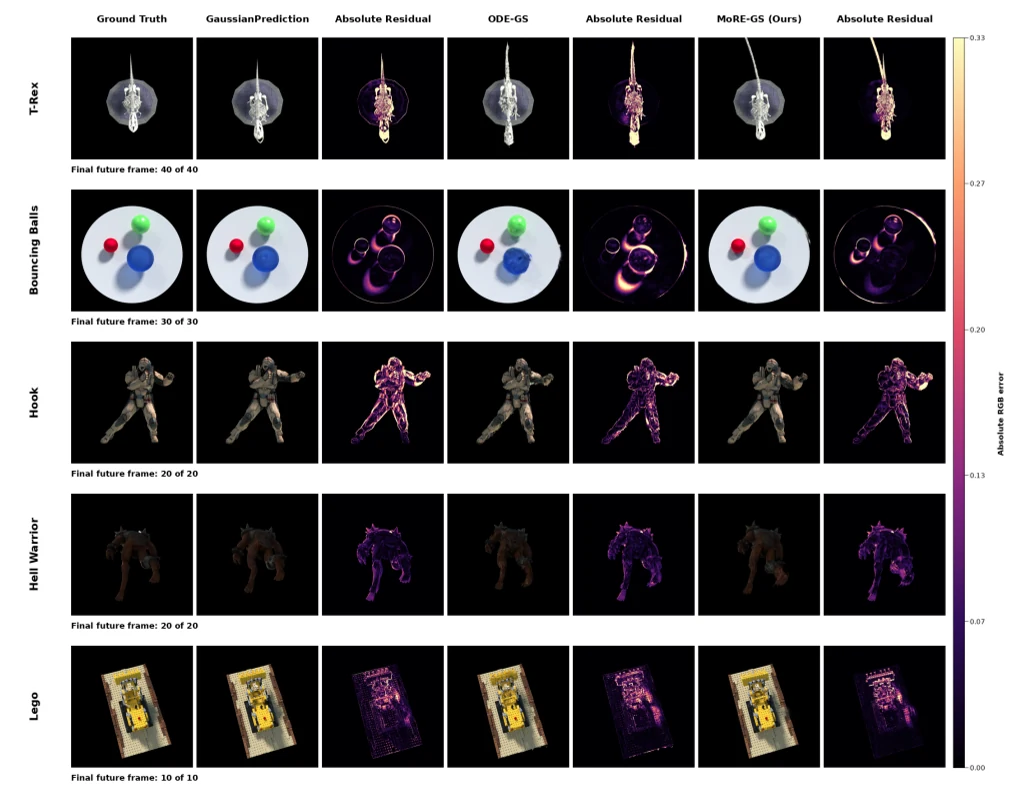 Ground Truth GaussianPrediction Absolute Residual ODE-GS Absolute Residual MoRE-GS (Ours) Absolute Residual
T-Rex
Final future frame: 40 of 40
Bouncing Balls
Final future frame: 30 of 30
Hook
Final future frame: 20 of 20
Hell Warrior
Final future frame: 20 of 20
Lego
Final future frame: 10 of 10
0.33
0.27
0.20
0.13
0.07
0.00
Absolute RGB error